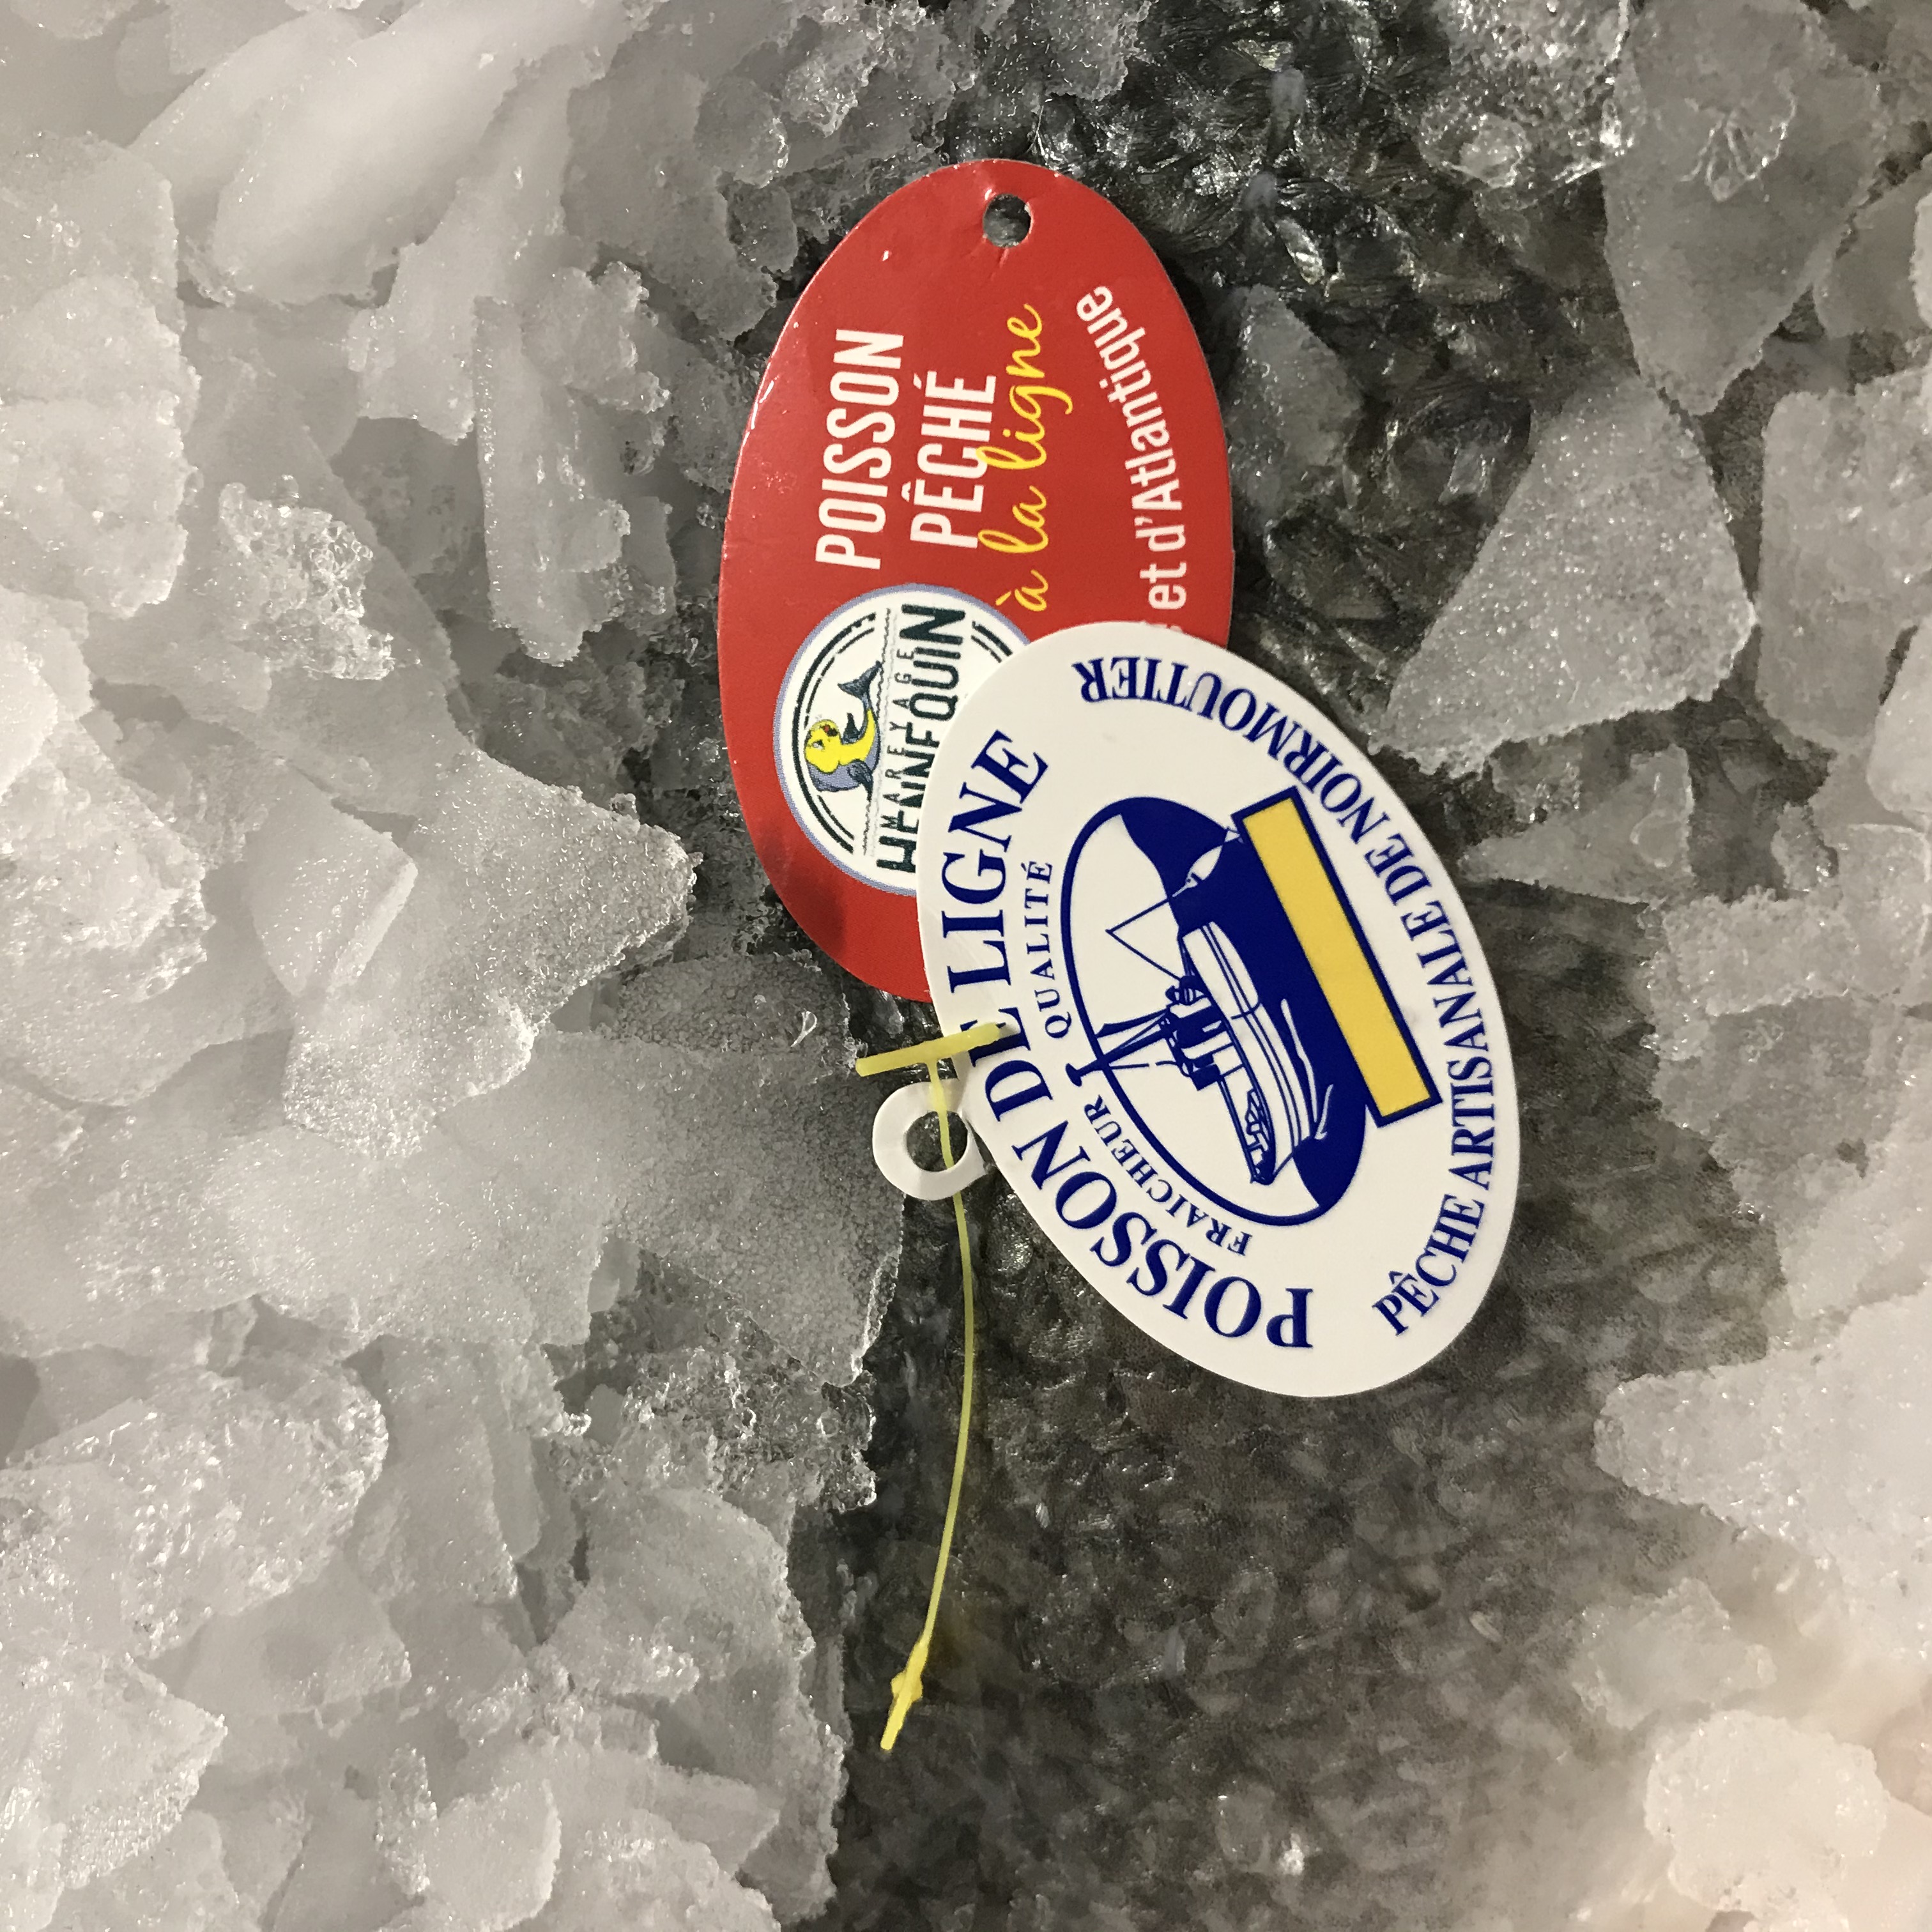 POISSON
PÊCHÉ
à la ligne
et d'Atlantique
MAREYAGE
HENNEQUIN
POISSON DE LIGNE
FRAICHEUR QUALITÉ
PÊCHE ARTISANALE DE NOIRMOUTIER